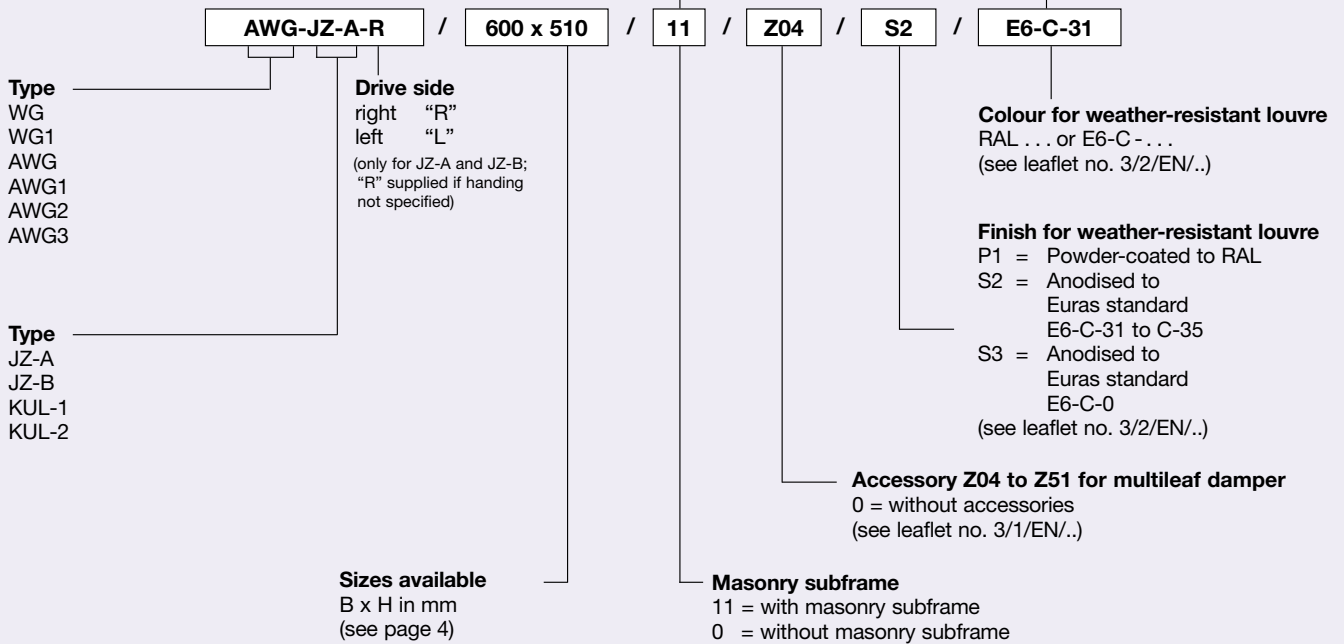 AWG-JZ-A-R / 600 x 510 / 11 / Z04 / S2 / E6-C-31
Type
WG
WG1
AWG
AWG1
AWG2
AWG3
Drive side
right “R”
left “L”
(only for JZ-A and JZ-B;
“R” supplied if handing
not specified)
Colour for weather-resistant louvre
RAL . . . or E6-C - . . .
(see leaflet no. 3/2/EN/..)
Finish for weather-resistant louvre
P1 = Powder-coated to RAL
S2 = Anodised to
Euras standard
E6-C-31 to C-35
S3 = Anodised to
Euras standard
E6-C-0
(see leaflet no. 3/2/EN/..)
Type
JZ-A
JZ-B
KUL-1
KUL-2
Accessory Z04 to Z51 for multileaf damper
0 = without accessories
(see leaflet no. 3/1/EN/..)
Sizes available
B x H in mm
(see page 4)
Masonry subframe
11 = with masonry subframe
0 = without masonry subframe